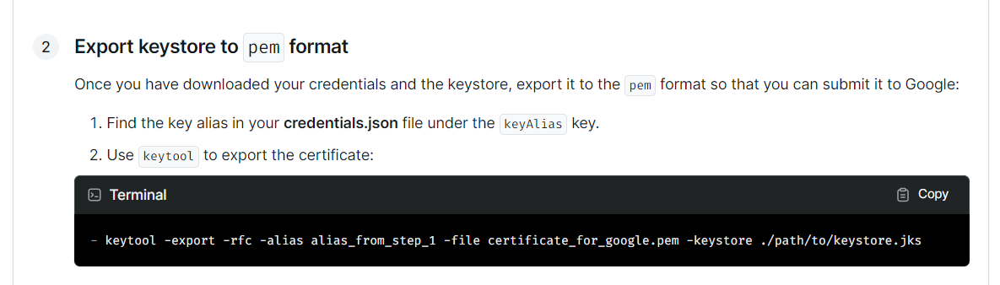 2
Export keystore to pem format
Once you have downloaded your credentials and the keystore, export it to the pem format so that you can submit it to Google:
1. Find the key alias in your credentials.json file under the keyAlias key.
2. Use keytool to export the certificate:
Terminal
Copy
- keytool -export -rfc -alias alias_from_step_1 -file certificate_for_google.pem -keystore ./path/to/keystore.jks